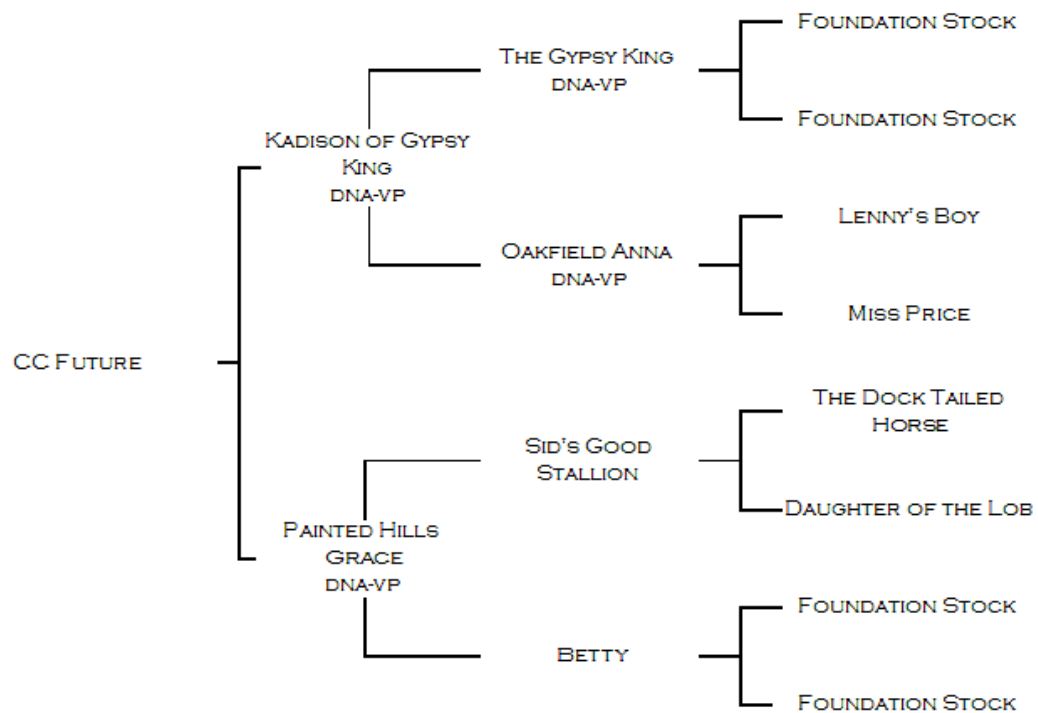 Foundation Stock
The Gypsy King
DNA-VP
Foundation Stock
Kadison of Gypsy
King
DNA-VP
Lenny's Boy
Oakfield Anna
DNA-VP
Miss Price
CC Future
The Dock Tailed
Horse
Sid's Good
Stallion
Daughter of the Lob
Painted Hills
Grace
DNA-VP
Foundation Stock
Betty
Foundation Stock